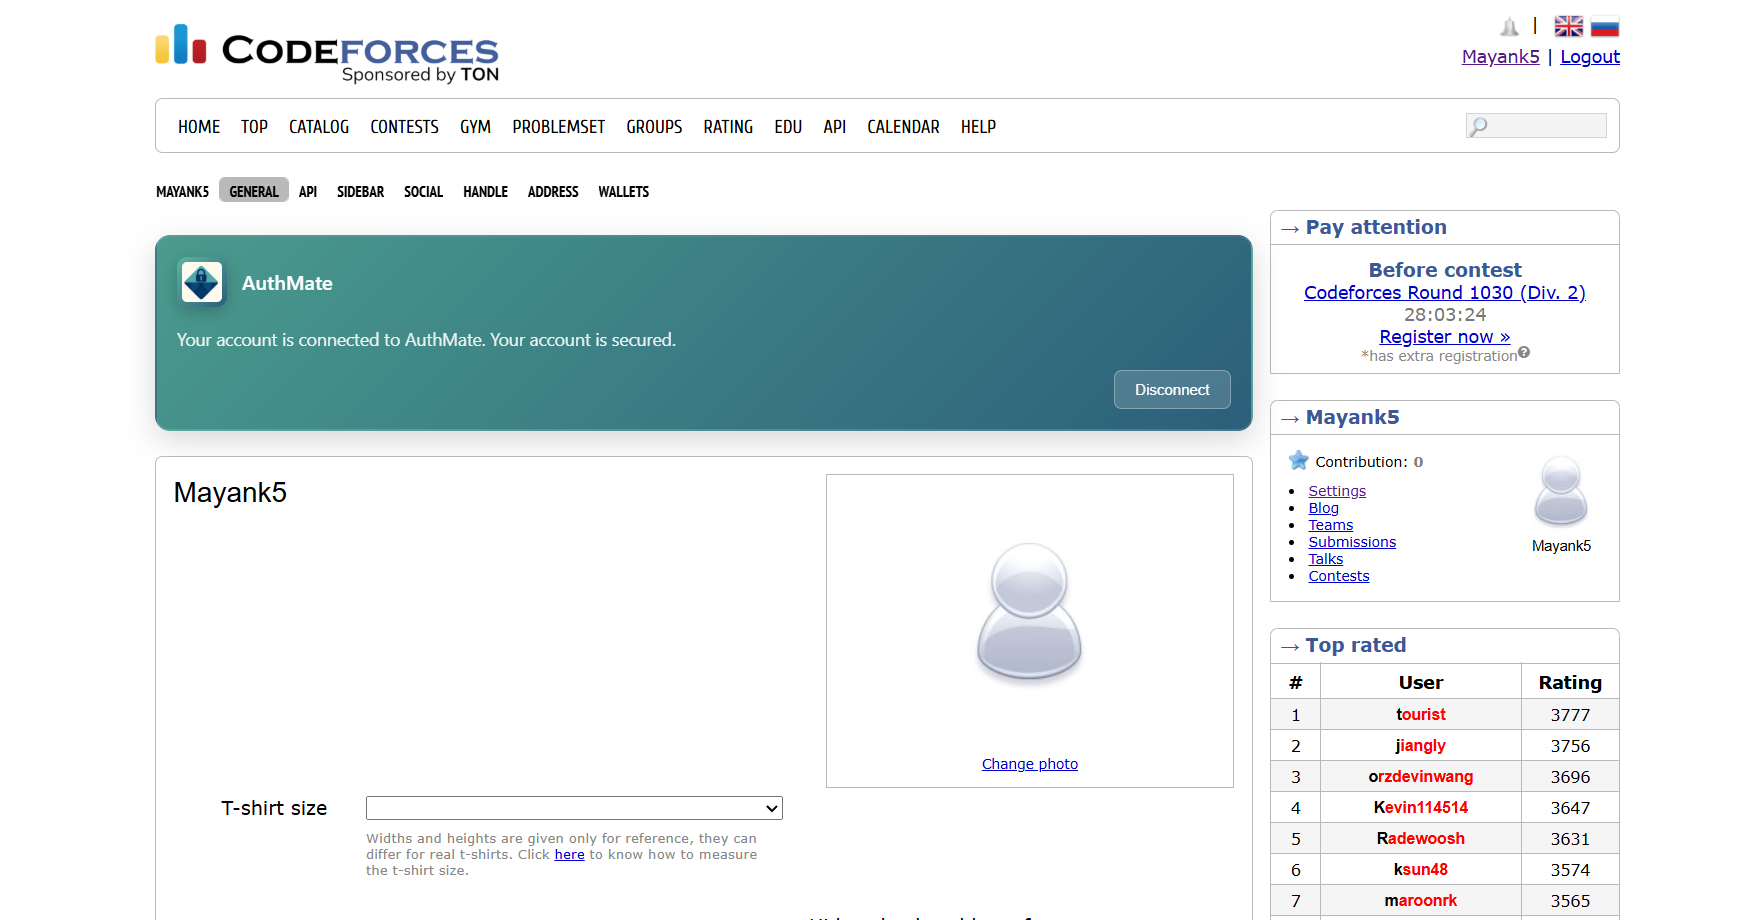 CODEFORCES
Sponsored by TON
|
Mayank5 | Logout
HOME TOP CATALOG CONTESTS GYM PROBLEMSET GROUPS RATING EDU API CALENDAR HELP
MAYANK5 GENERAL API SIDEBAR SOCIAL HANDLE ADDRESS WALLETS
AuthMate
Your account is connected to AuthMate. Your account is secured.
Disconnect
Mayank5
Change photo
T-shirt size
Widths and heights are given only for reference, they can
differ for real t-shirts. Click here to know how to measure
the t-shirt size.
→ Pay attention
Before contest
Codeforces Round 1030 (Div. 2)
28:03:24
Register now »
*has extra registration?
→ Mayank5
Contribution: 0
• Settings
• Blog
• Teams
• Submissions
• Talks
• Contests
Mayank5
→ Top rated
# User Rating
1 tourist 3777
2 jiangly 3756
3 orzdevinwang 3696
4 Kevin114514 3647
5 Radewoosh 3631
6 ksun48 3574
7 maroonrk 3565